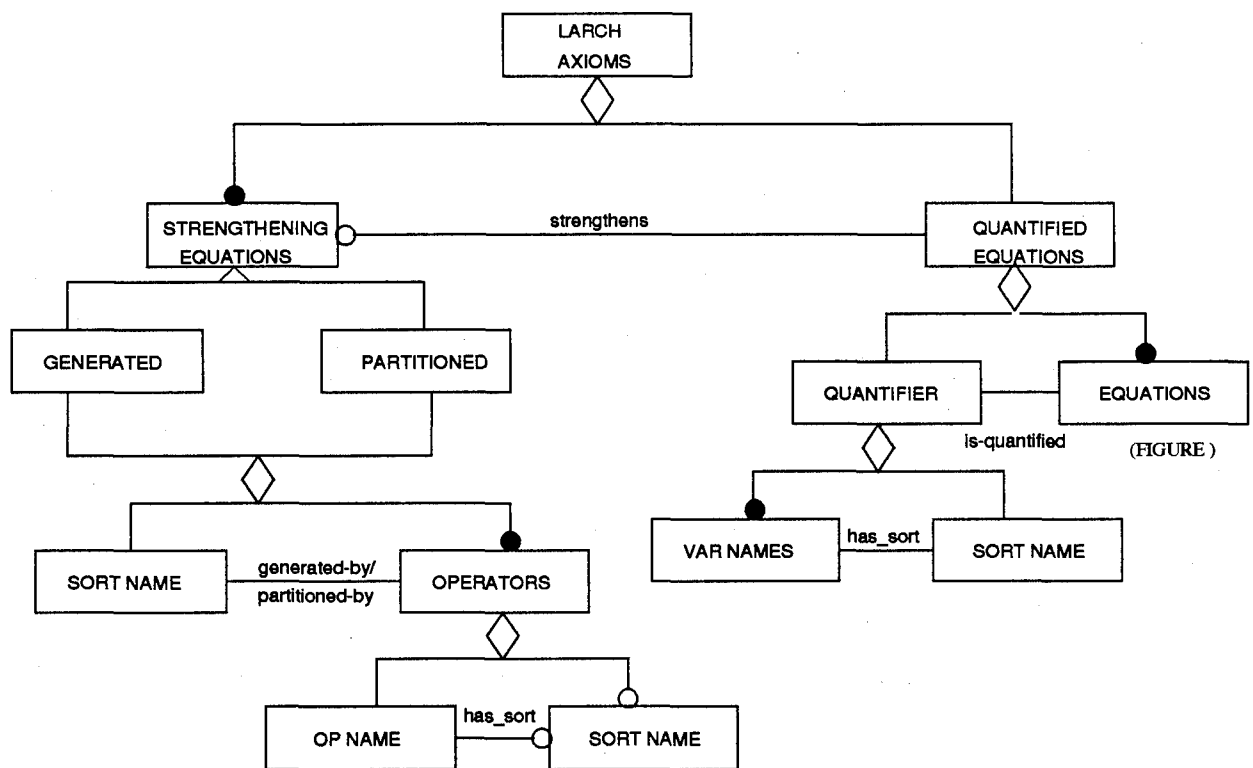 LARCH
AXIOMS
STRENGTHENING
EQUATIONS
strengthens
QUANTIFIED
EQUATIONS
GENERATED
PARTITIONED
QUANTIFIER
EQUATIONS
is-quantified
(FIGURE )
VAR NAMES
has_sort
SORT NAME
SORT NAME
generated-by/
partitioned-by
OPERATORS
OP NAME
has_sort
SORT NAME